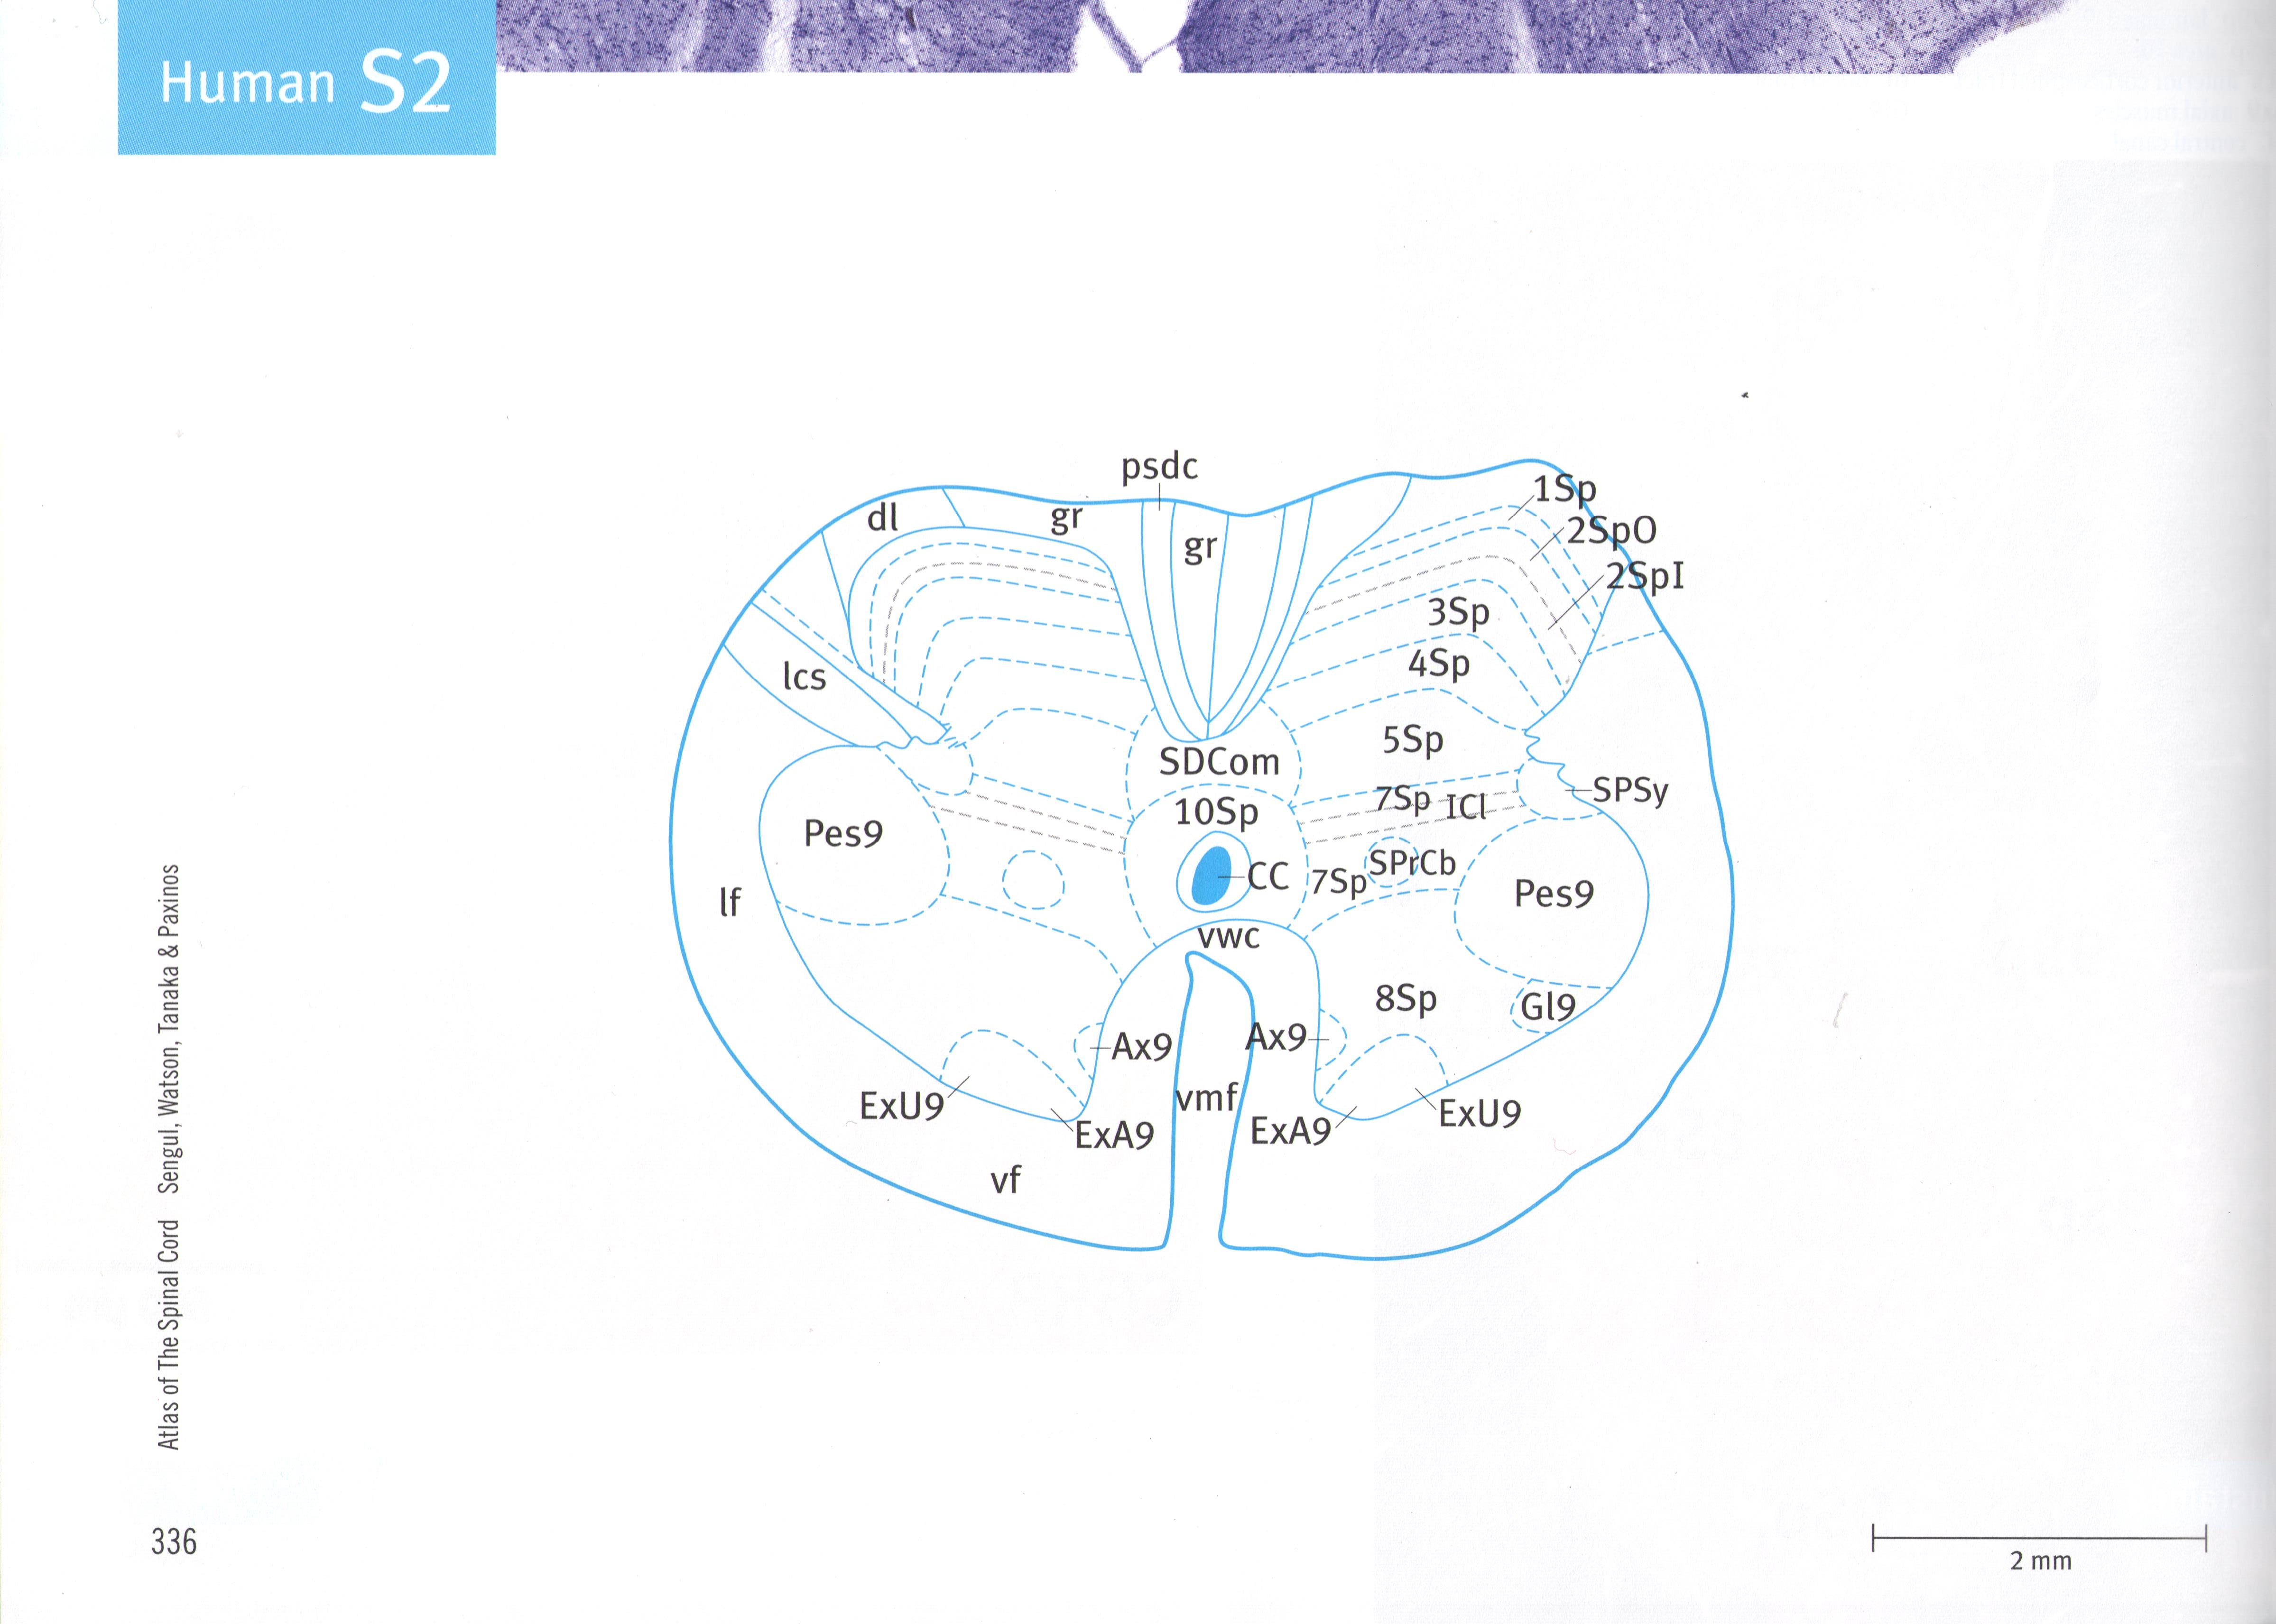 Human S2
psdc
1Sp
dl
gr
2SpO
gr
2SpI
3Sp
4Sp
lcs
5Sp
SDCom
SPSy
7Sp
ICl
10Sp
Pes9
SPrCb
CC
7Sp
Pes9
lf
vwc
8Sp
Gl9
Ax9
Ax9
vmf
ExU9
ExU9
ExA9
ExA9
vf
Atlas of The Spinal Cord Sengul, Watson, Tanaka & Paxinos
336
2 mm